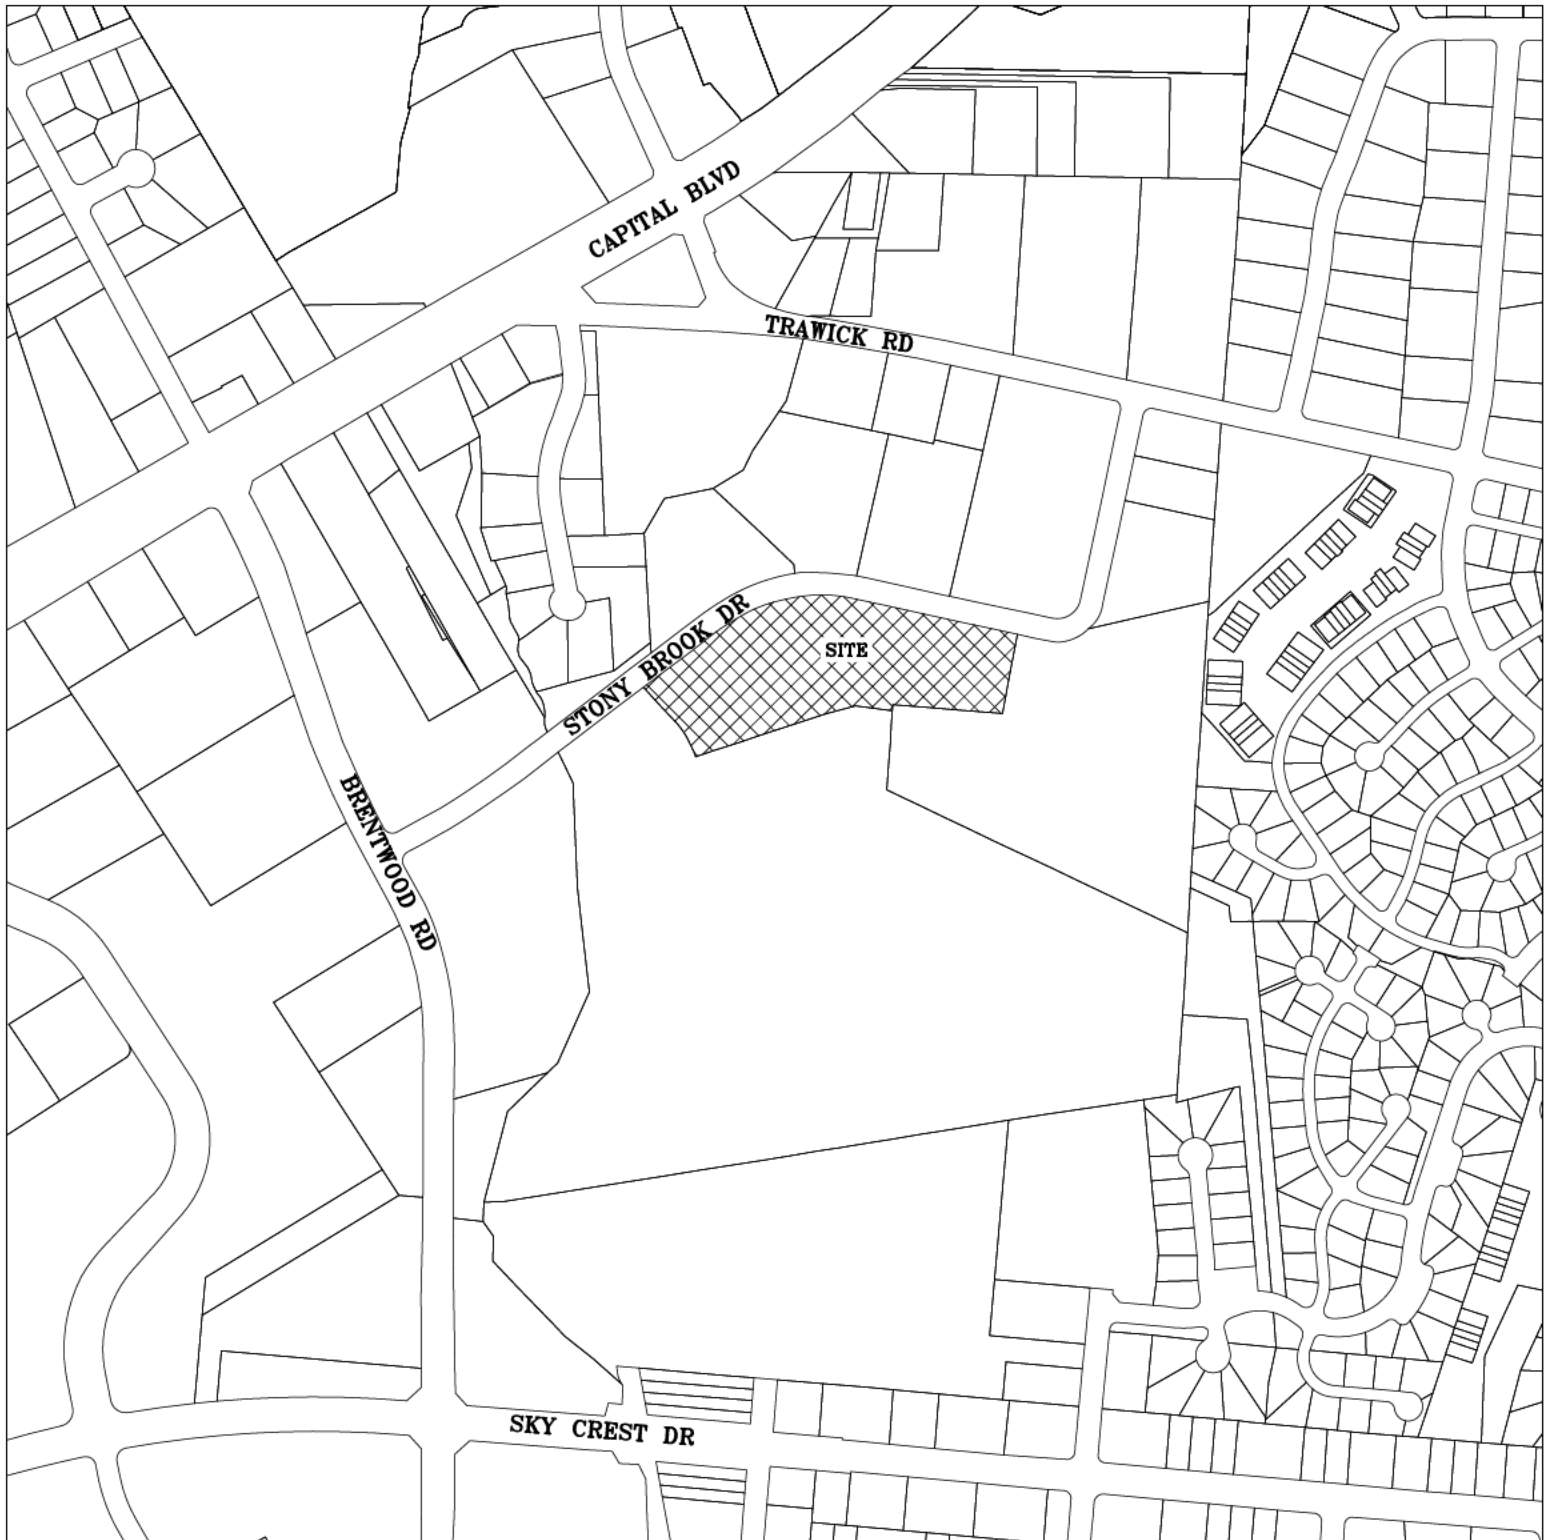 CAPITAL BLVD
TRAWICK RD
STONY BROOK DR
SITE
BRENTWOOD RD
SKY CREST DR